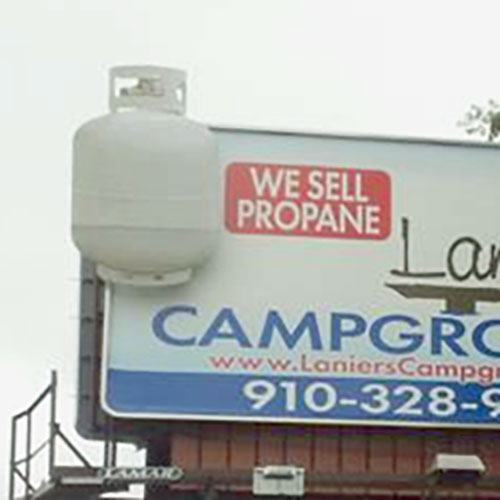 WE SELL
PROPANE
Lan
CAMPGRO
www.LaniersCampgr
910-328-9
LAMAR